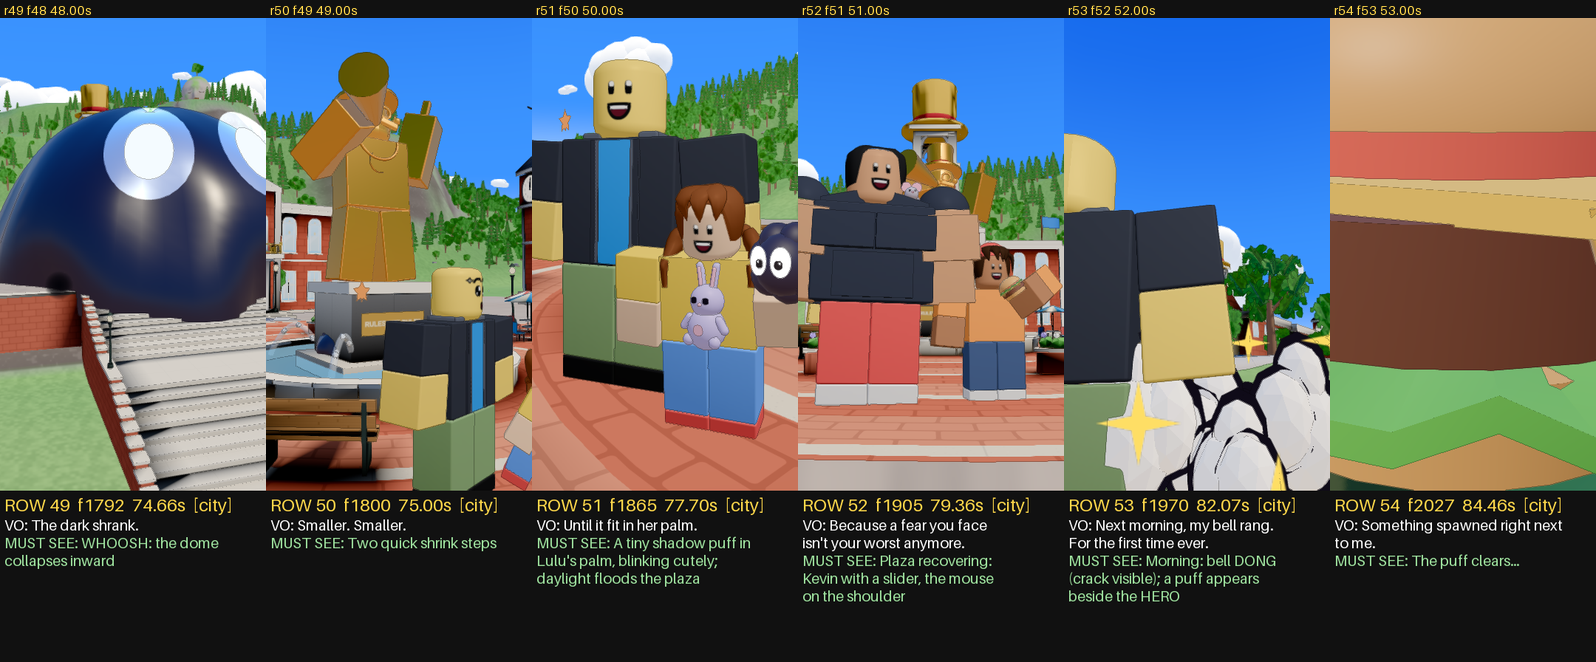 r49 f48 48.00s
r50 f49 49.00s
r51 f50 50.00s
r52 f51 51.00s
r53 f52 52.00s
r54 f53 53.00s
RULER
ROW 49 f1792 74.66s [city]
VO: The dark shrank.
MUST SEE: WHOOSH: the dome
collapses inward
ROW 50 f1800 75.00s [city]
VO: Smaller. Smaller.
MUST SEE: Two quick shrink steps
ROW 51 f1865 77.70s [city]
VO: Until it fit in her palm.
MUST SEE: A tiny shadow puff in
Lulu's palm, blinking cutely;
daylight floods the plaza
ROW 52 f1905 79.36s [city]
VO: Because a fear you face
isn't your worst anymore.
MUST SEE: Plaza recovering:
Kevin with a slider, the mouse
on the shoulder
ROW 53 f1970 82.07s [city]
VO: Next morning, my bell rang.
For the first time ever.
MUST SEE: Morning: bell DONG
(crack visible); a puff appears
beside the HERO
ROW 54 f2027 84.46s [city]
VO: Something spawned right next
to me.
MUST SEE: The puff clears...